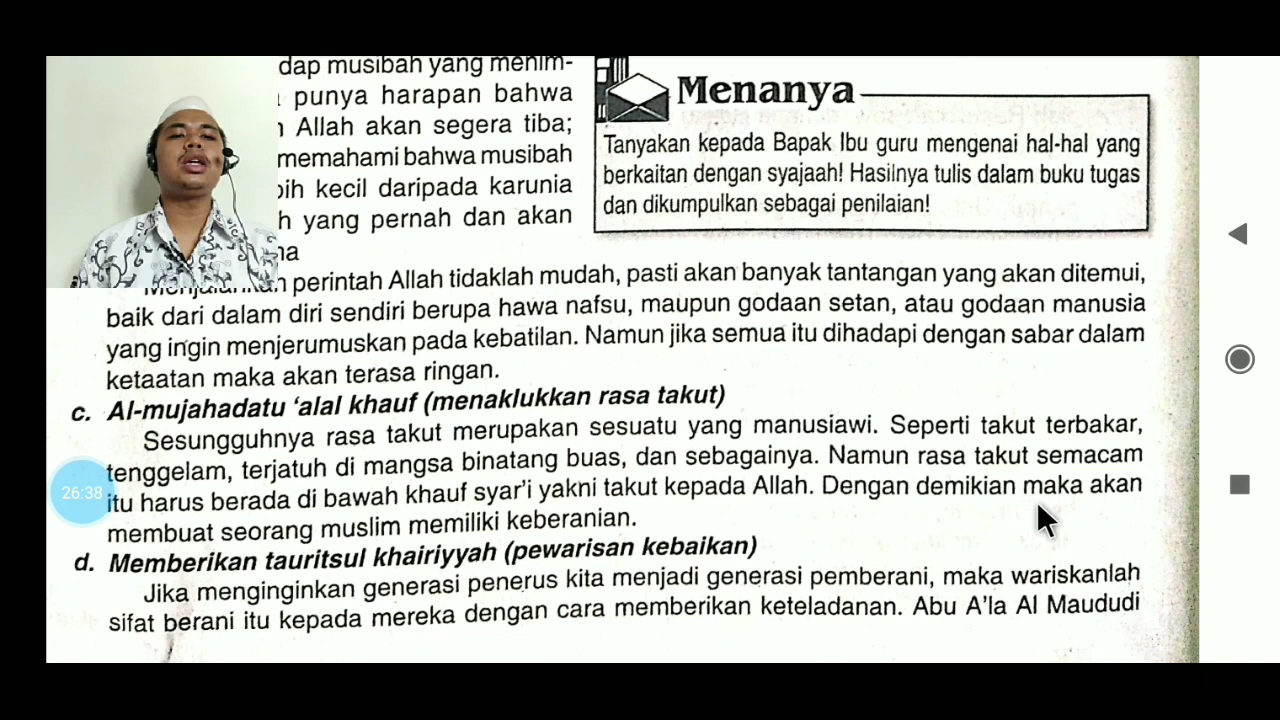 dap musibah yang menim-
punya harapan bahwa
Allah akan segera tiba;
memahami bahwa musibah
kecil daripada karunia
yang pernah dan akan
Menanya
Tanyakan kepada Bapak Ibu guru mengenai hal-hal yang
berkaitan dengan syajaah! Hasilnya tulis dalam buku tugas
dan dikumpulkan sebagai penilaian!
perintah Allah tidaklah mudah, pasti akan banyak tantangan yang akan ditemui,
baik dari dalam diri sendiri berupa hawa nafsu, maupun godaan setan, atau godaan manusia
yang ingin menjerumuskan pada kebatilan. Namun jika semua itu dihadapi dengan sabar dalam
ketaatan maka akan terasa ringan.
c. Al-mujahadatu ‘alal khauf (menaklukkan rasa takut)
Sesungguhnya rasa takut merupakan sesuatu yang manusiawi. Seperti takut terbakar,
tenggelam, terjatuh di mangsa binatang buas, dan sebagainya. Namun rasa takut semacam
itu harus berada di bawah khauf syar’i yakni takut kepada Allah. Dengan demikian maka akan
membuat seorang muslim memiliki keberanian.
26:38
d. Memberikan tauritsul khairiyyah (pewarisan kebaikan)
Jika menginginkan generasi penerus kita menjadi generasi pemberani, maka wariskanlah
sifat berani itu kepada mereka dengan cara memberikan keteladanan. Abu A’la Al Maududi